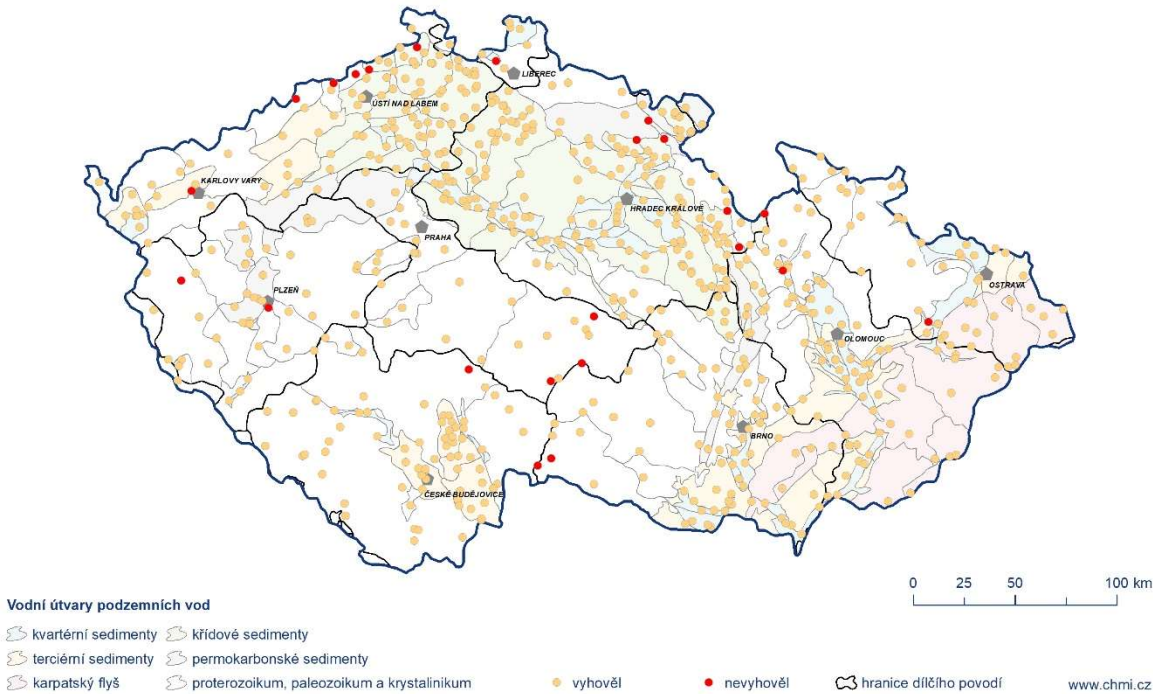 LIBEREC
ÚSTÍ NAD LABEM
KARLOVY VARY
HRADEC KRÁLOVÉ
PRAHA
OSTRAVA
PLZEŇ
OLOMOUC
BRNO
ČESKÉ BUDĚJOVICE
0 25 50 100 km
Vodní útvary podzemních vod
kvartérní sedimenty křídové sedimenty
terciérní sedimenty permokarbonské sedimenty
karpatský flyš proterozoikum, paleozoikum a krystalinikum vyhověl nevyhověl hranice dílčího povodí www.chmi.cz